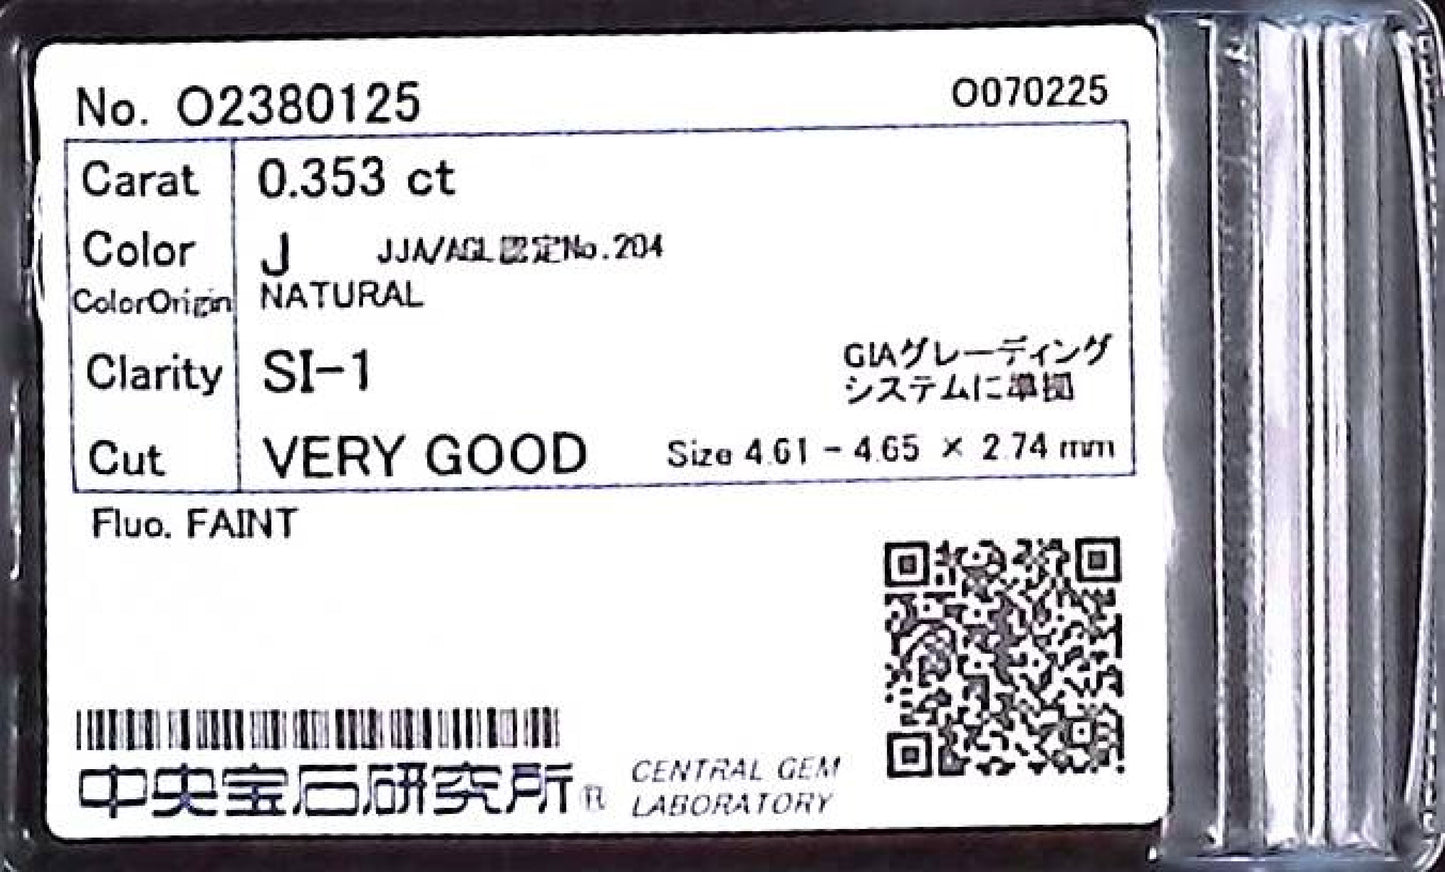 No. O2380125 O070225
Carat 0.353 ct
Color J JJA/AGL認定No.204
ColorOrigin NATURAL
Clarity SI-1 GIAグレーディング
システムに準拠
Cut VERY GOOD Size 4.61 - 4.65 × 2.74 mm
Fluo. FAINT
中央宝石研究所® CENTRAL GEM
LABORATORY